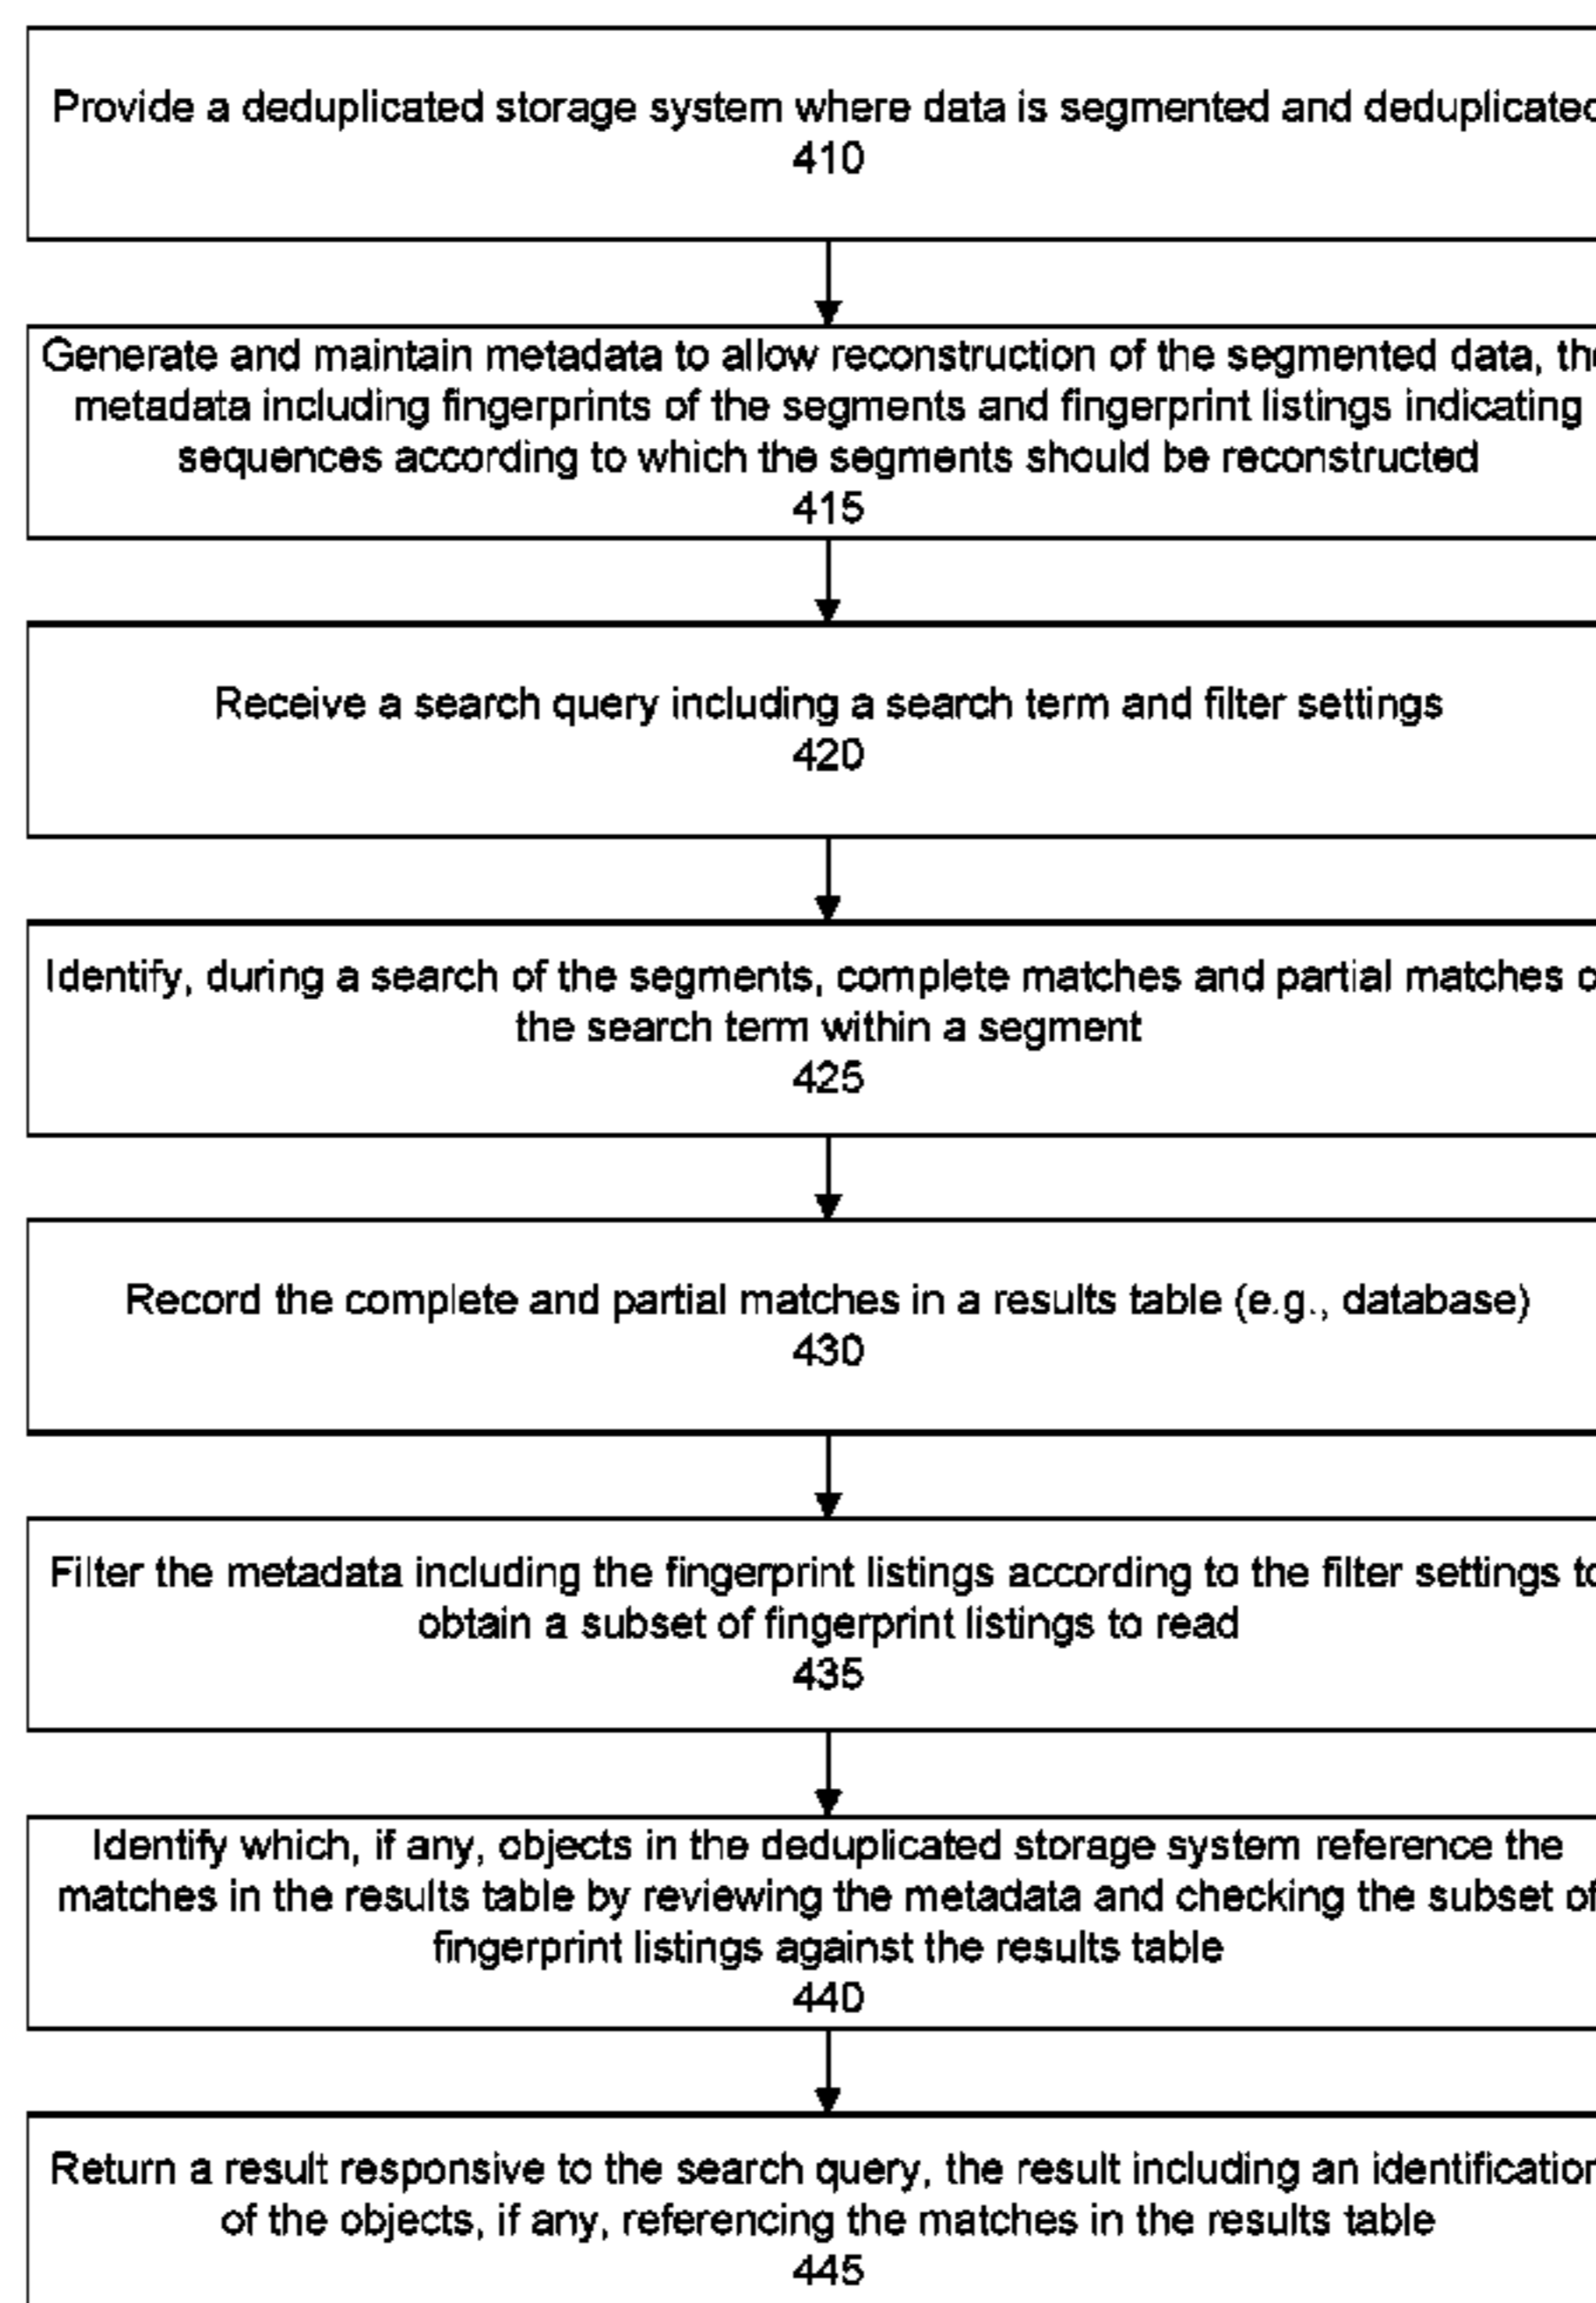 Provide a deduplicated storage system where data is segmented and deduplicated
410
Generate and maintain metadata to allow reconstruction of the segmented data, the
metadata including fingerprints of the segments and fingerprint listings indicating
sequences according to which the segments should be reconstructed
415
Receive a search query including a search term and filter settings
420
Identify, during a search of the segments, complete matches and partial matches
the search term within a segment
425
Record the complete and partial matches in a results table (e.g., database)
430
Filter the metadata including the fingerprint listings according to the filter settings to
obtain a subset of fingerprint listings to read
435
Identify which, if any, objects in the deduplicated storage system reference the
matches in the results table by reviewing the metadata and checking the subset of
fingerprint listings against the results table
440
Return a result responsive to the search query, the result including an identification
of the objects, if any, referencing the matches in the results table
445